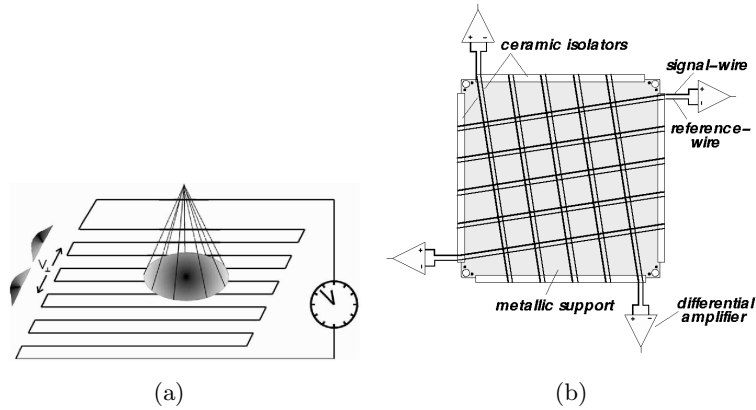 V⊥
(a)
+ -
ceramic isolators
signal-wire
+
-
reference-
wire
metallic support
+ -
differential
amplifier
(b)